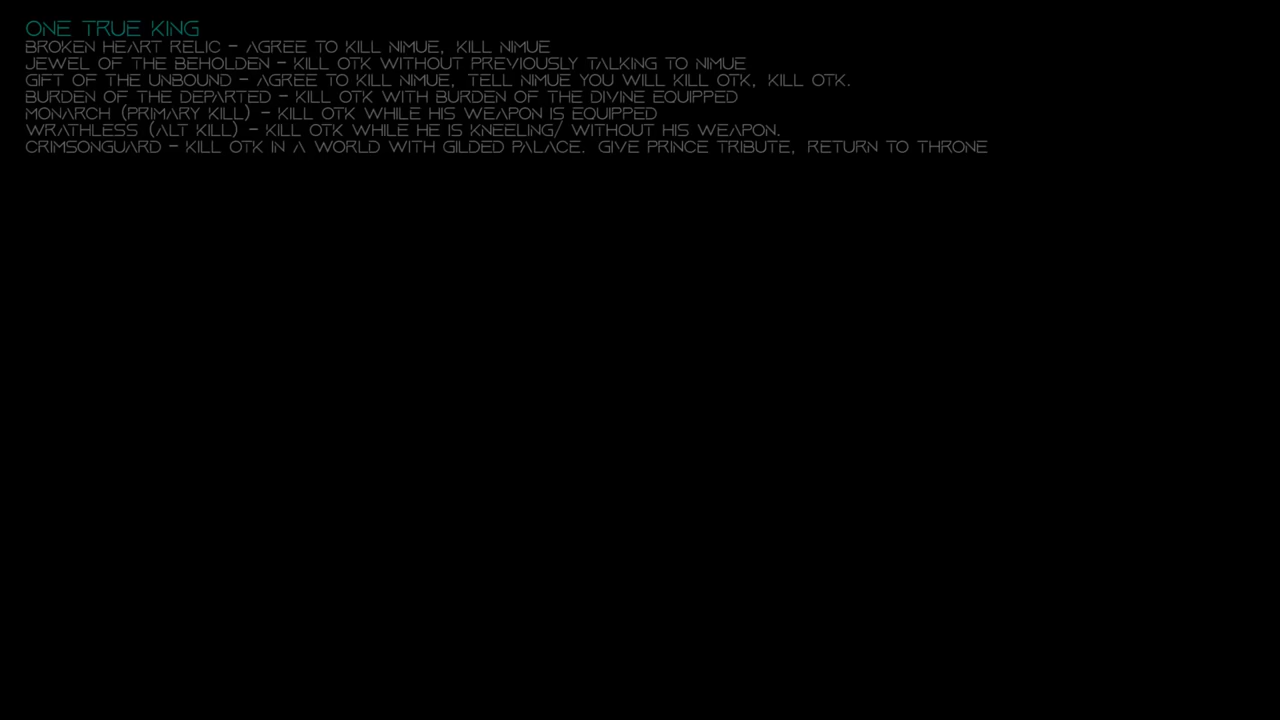 ONE TRUE KING
BROKEN HEART RELIC - AGREE TO KILL NIMUE, KILL NIMUE
JEWEL OF THE BEHOLDEN - KILL OTK WITHOUT PREVIOUSLY TALKING TO NIMUE
GIFT OF THE UNBOUND - AGREE TO KILL NIMUE, TELL NIMUE YOU WILL KILL OTK, KILL OTK.
BURDEN OF THE DEPARTED - KILL OTK WITH BURDEN OF THE DIVINE EQUIPPED
MONARCH (PRIMARY KILL) - KILL OTK WHILE HIS WEAPON IS EQUIPPED
WRATHLESS (ALT KILL) - KILL OTK WHILE HE IS KNEELING/ WITHOUT HIS WEAPON.
CRIMSONGUARD - KILL OTK IN A WORLD WITH GILDED PALACE. GIVE PRINCE TRIBUTE, RETURN TO THRONE